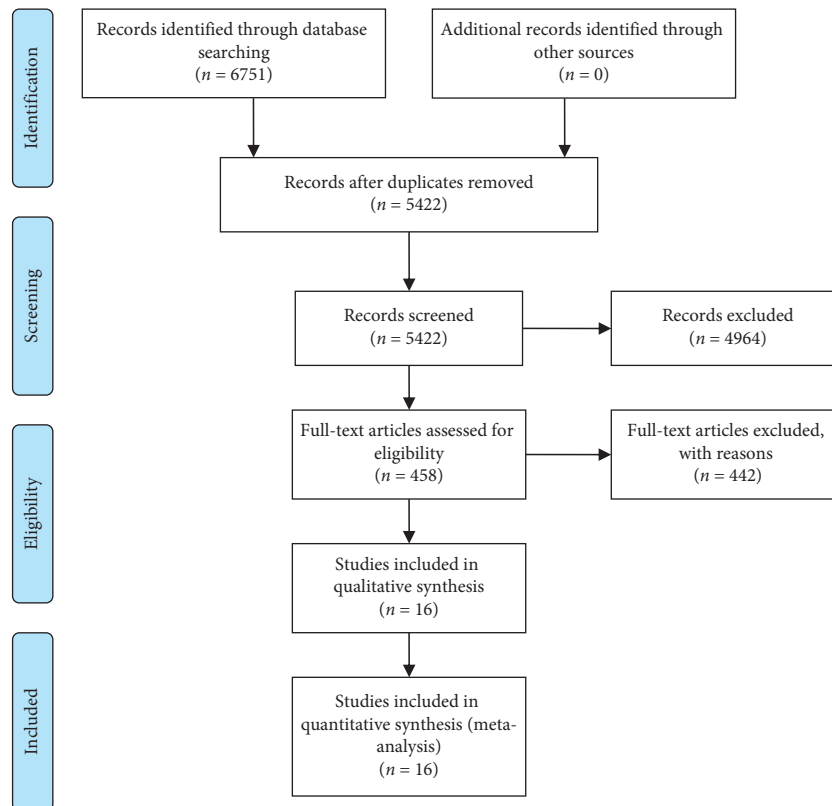 Identification
Records identified through database
searching
(n = 6751)
Additional records identified through
other sources
(n = 0)
Records after duplicates removed
(n = 5422)
Screening
Records screened
(n = 5422)
Records excluded
(n = 4964)
Eligibility
Full-text articles assessed for
eligibility
(n = 458)
Full-text articles excluded,
with reasons
(n = 442)
Studies included in
qualitative synthesis
(n = 16)
Included
Studies included in
quantitative synthesis (meta-
analysis)
(n = 16)